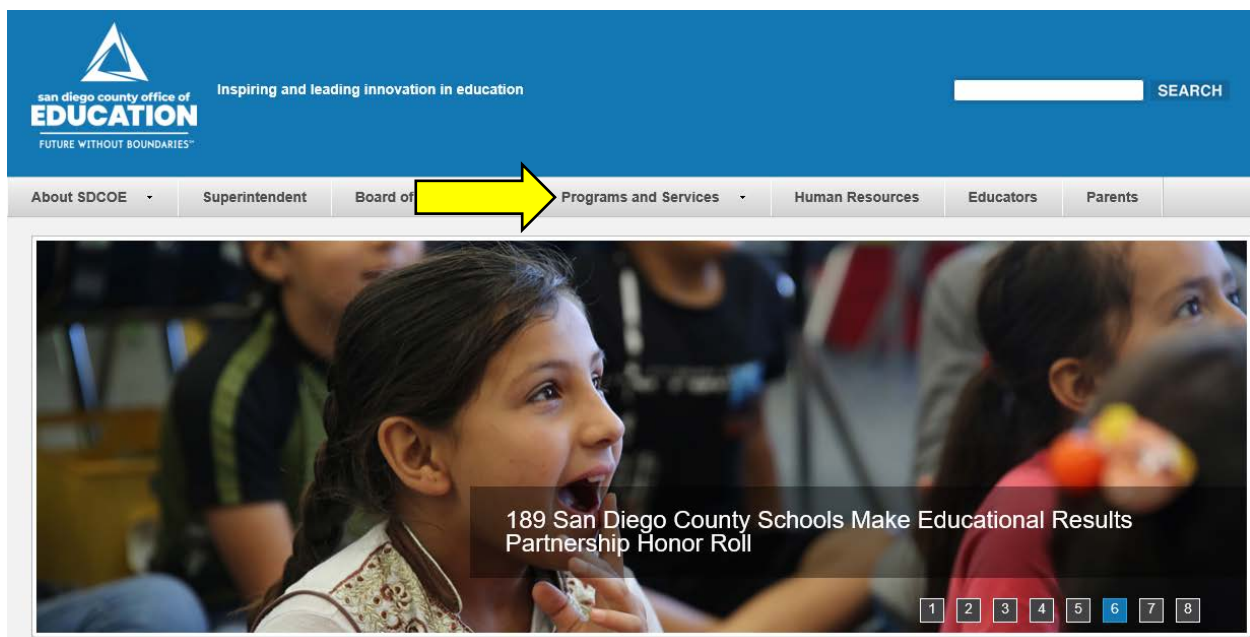 san diego county office of
EDUCATION
FUTURE WITHOUT BOUNDARIES℠
Inspiring and leading innovation in education
SEARCH
About SDCOE Superintendent Board of Programs and Services Human Resources Educators Parents
189 San Diego County Schools Make Educational Results
Partnership Honor Roll
1 2 3 4 5 6 7 8